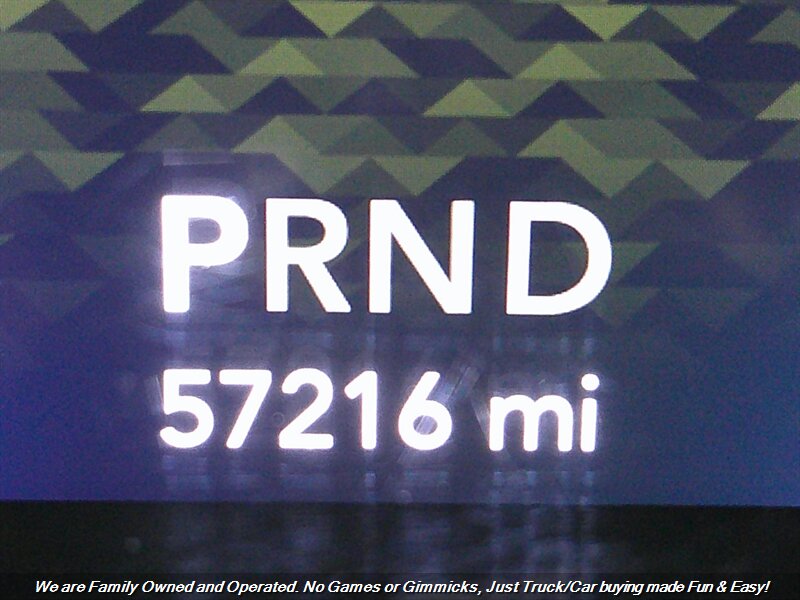 PRND
57216 mi
We are Family Owned and Operated. No Games or Gimmicks, Just Truck/Car buying made Fun & Easy!